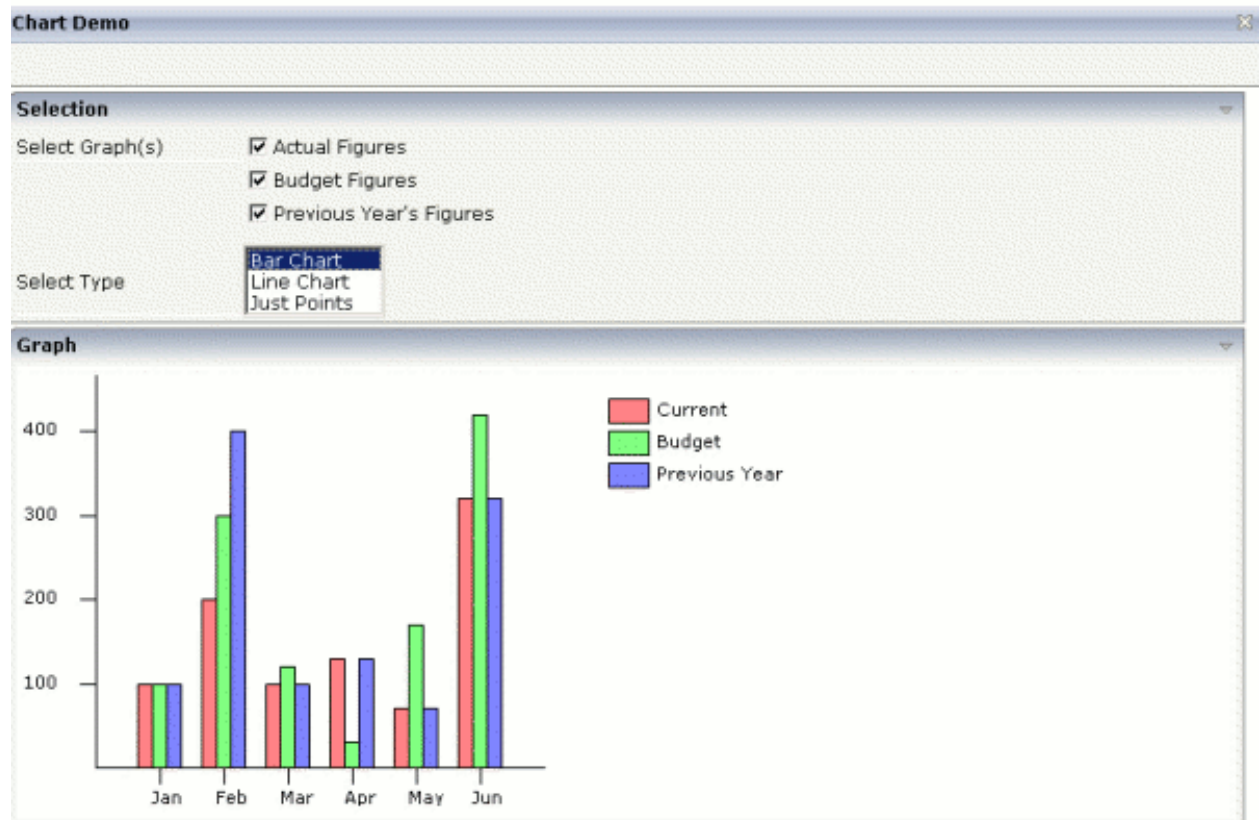 Chart Demo
Selection
Select Graph(s)
Actual Figures
Budget Figures
Previous Year's Figures
Select Type
Bar Chart
Line Chart
Just Points
Graph
400
300
200
100
Jan Feb Mar Apr May Jun
Current
Budget
Previous Year